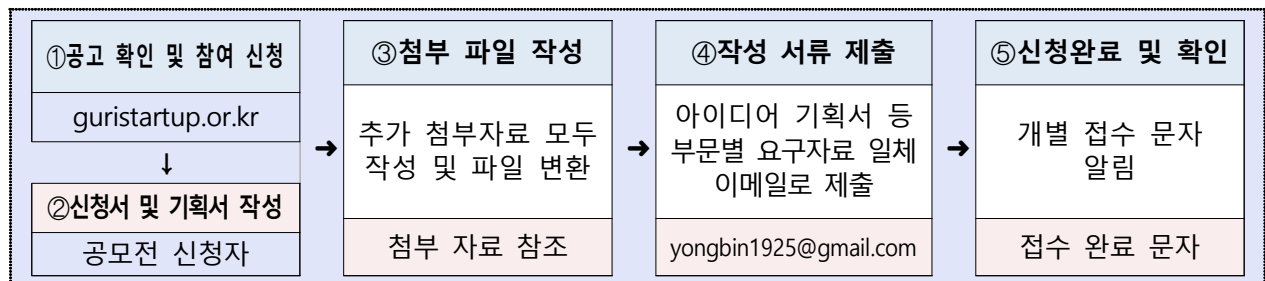 ①공고 확인 및 참여 신청
guristartup.or.kr
↓
②신청서 및 기획서 작성
공모전 신청자
➜
③첨부 파일 작성
추가 첨부자료 모두
작성 및 파일 변환
첨부 자료 참조
➜
④작성 서류 제출
아이디어 기획서 등
부문별 요구자료 일체
이메일로 제출
yongbin1925@gmail.com
➜
⑤신청완료 및 확인
개별 접수 문자
알림
접수 완료 문자